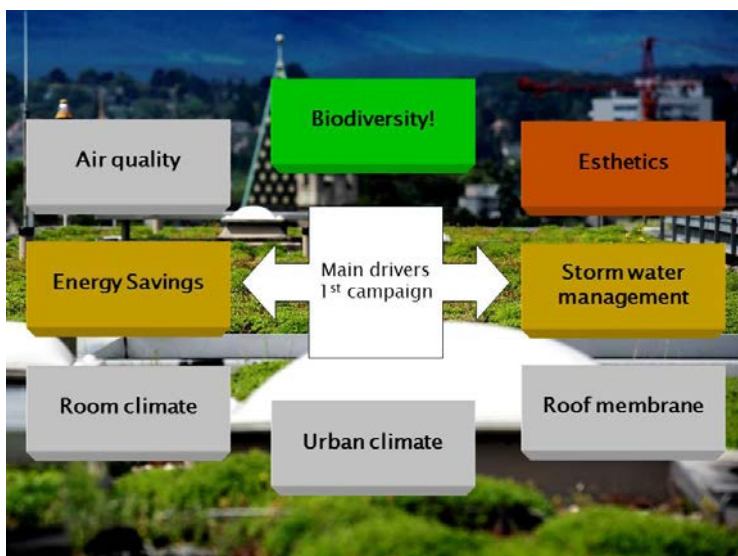 Biodiversity!
Air quality
Esthetics
Energy Savings
Main drivers
1st campaign
Storm water
management
Room climate
Urban climate
Roof membrane